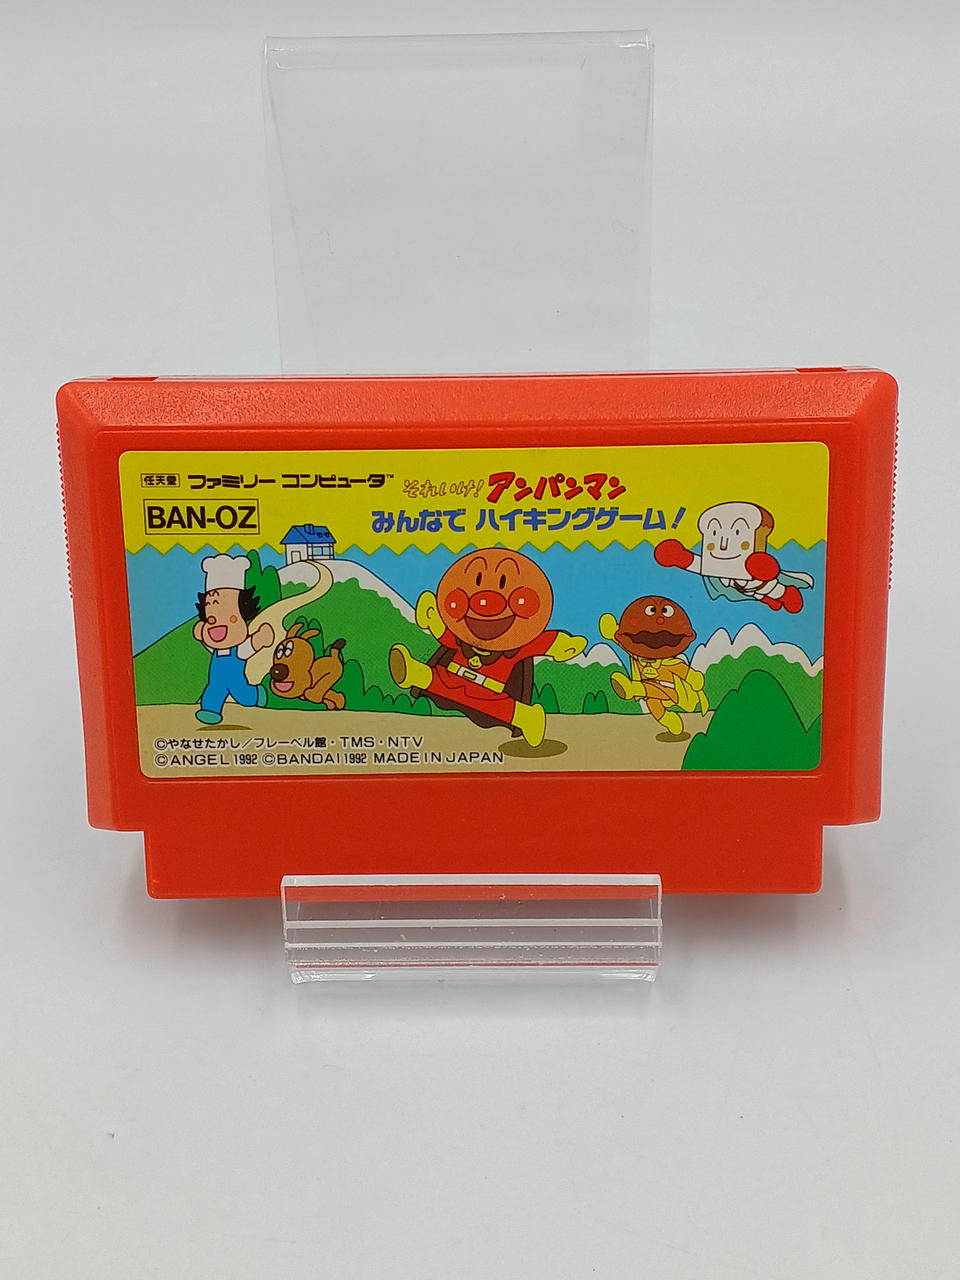 任天堂 ファミリー コンピュータ™
BAN-OZ
それいけ! アンパンマン
みんなで ハイキングゲーム!
©やなせたかし/フレーベル館・TMS・NTV
©ANGEL 1992 ©BANDAI 1992 MADE IN JAPAN